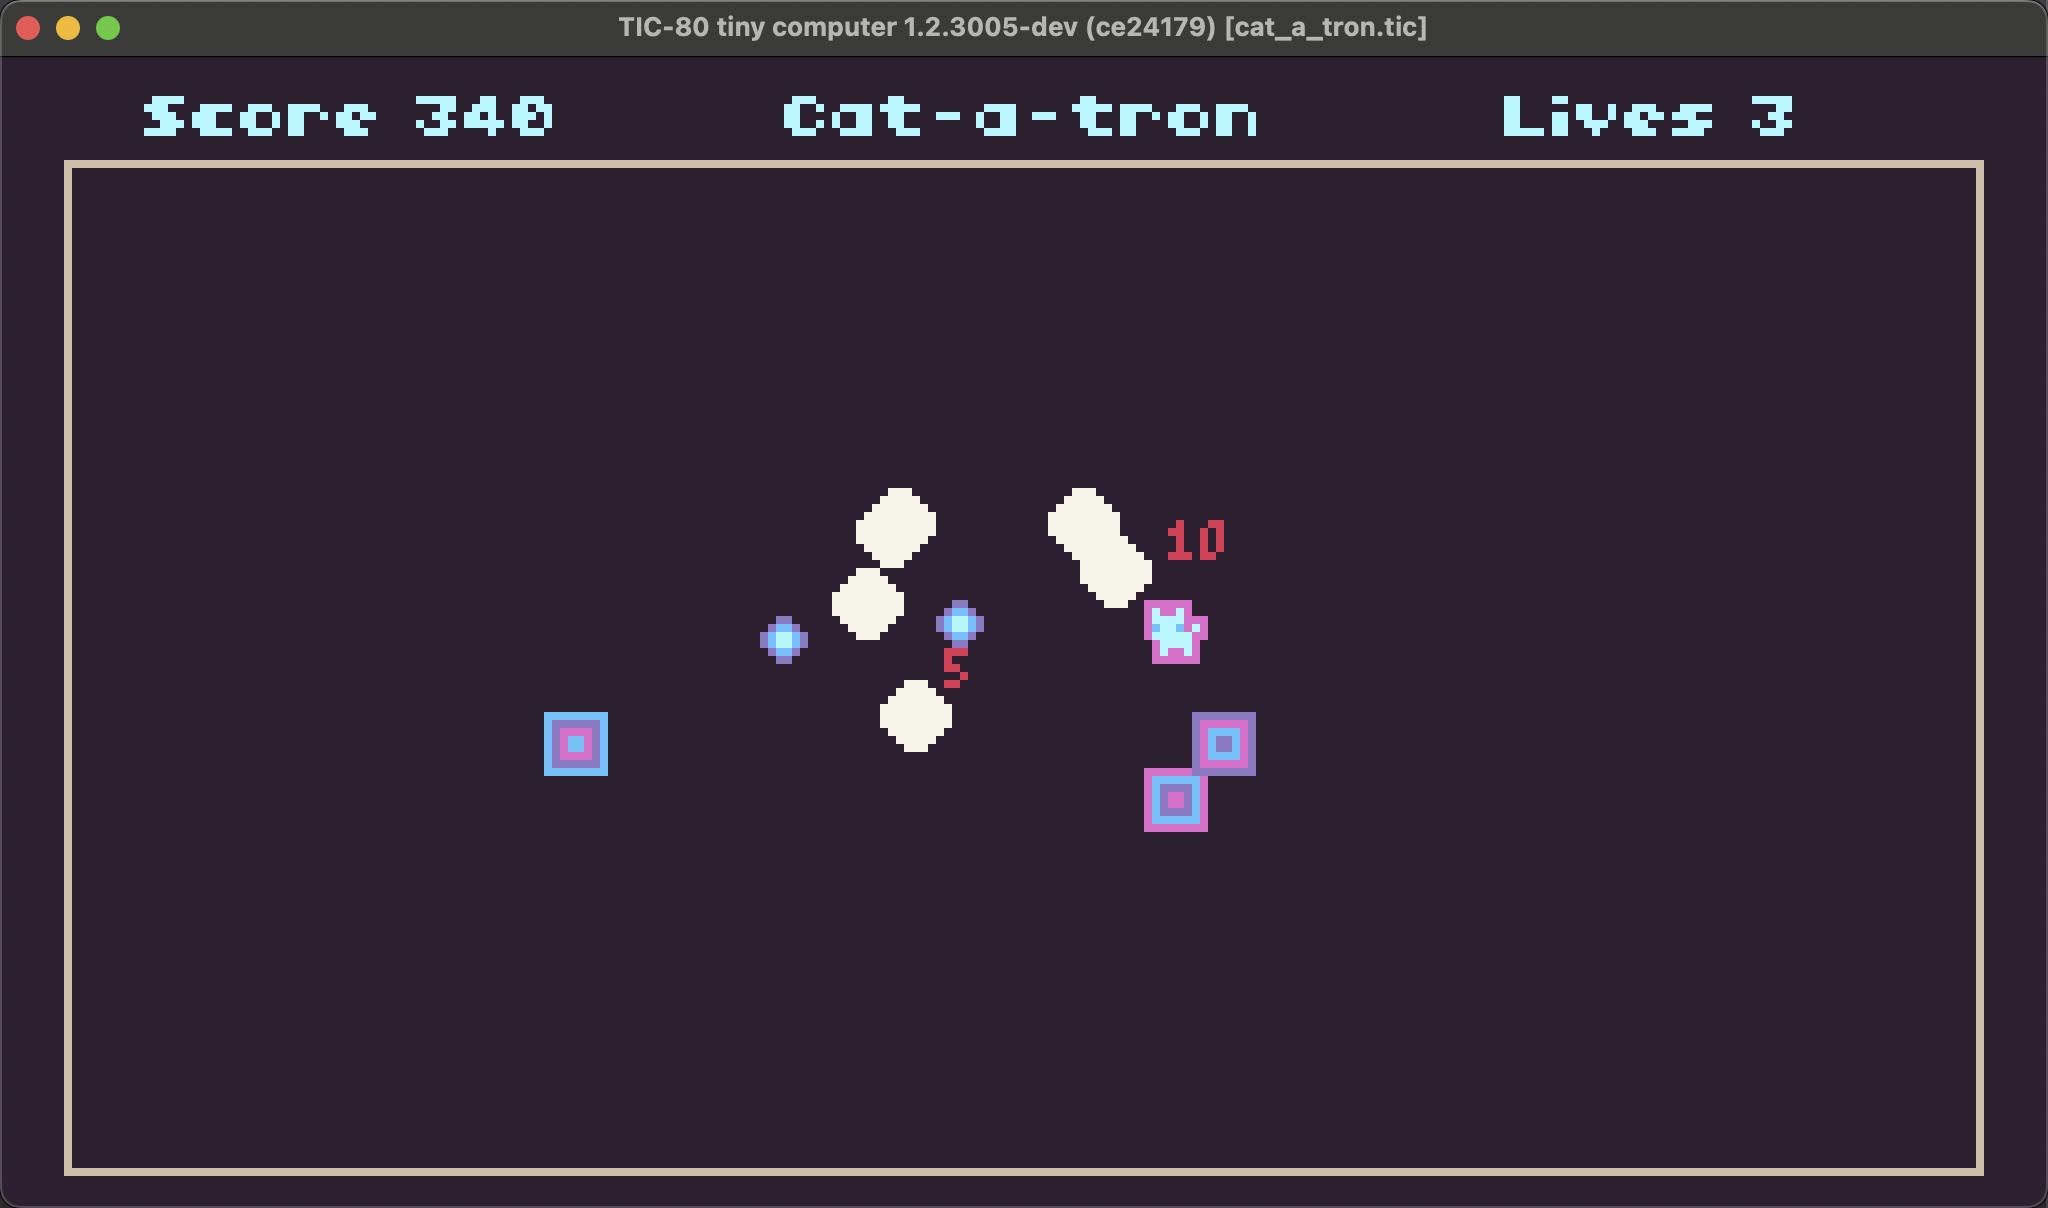 TIC-80 tiny computer 1.2.3005-dev (ce24179) [cat_a_tron.tic]
Score 340 Cat-a-tron Lives 3
10
5